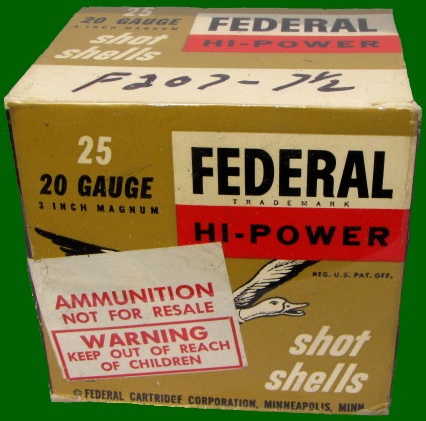 25
shot
shells
FEDERAL
HI-POWER
F207-7½
25
20 GAUGE
3 INCH MAGNUM
FEDERAL
TRADEMARK
HI-POWER
REG. U.S. PAT. OFF.
AMMUNITION
NOT FOR RESALE
WARNING
KEEP OUT OF REACH
OF CHILDREN
shot
shells
© FEDERAL CARTRIDGE CORPORATION, MINNEAPOLIS, MINN.